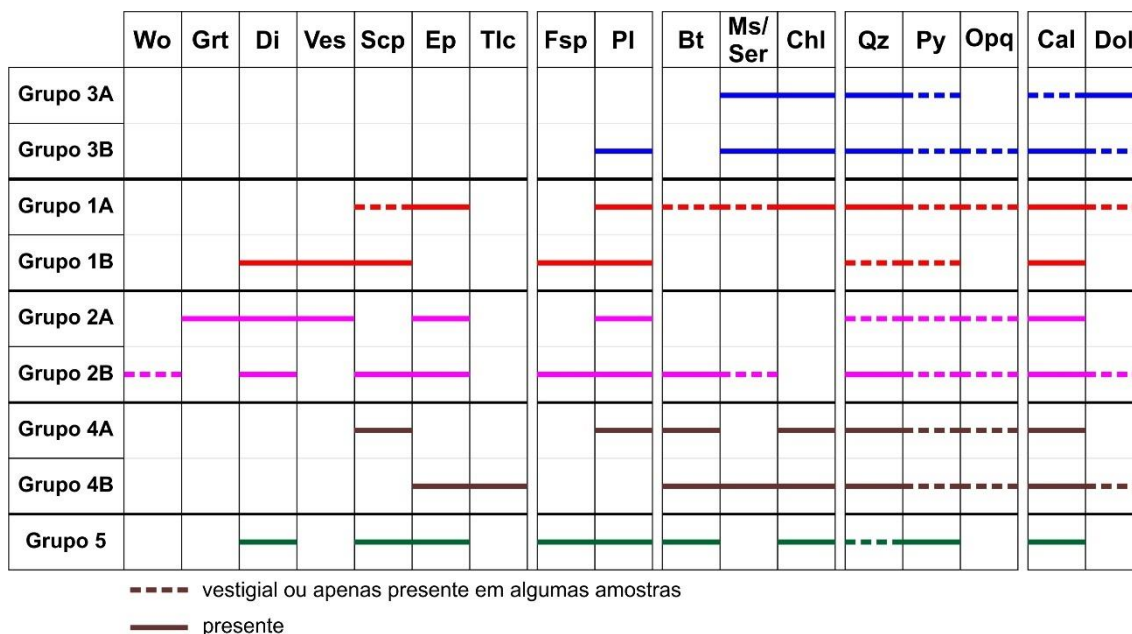 Wo Grt Di Ves Scp Ep Tlc Fsp Pl Bt Ms/ Ser Chl Qz Py Opq Cal Dol
Grupo 3A
Grupo 3B
Grupo 1A
Grupo 1B
Grupo 2A
Grupo 2B
Grupo 4A
Grupo 4B
Grupo 5
vestigial ou apenas presente em algumas amostras
presente